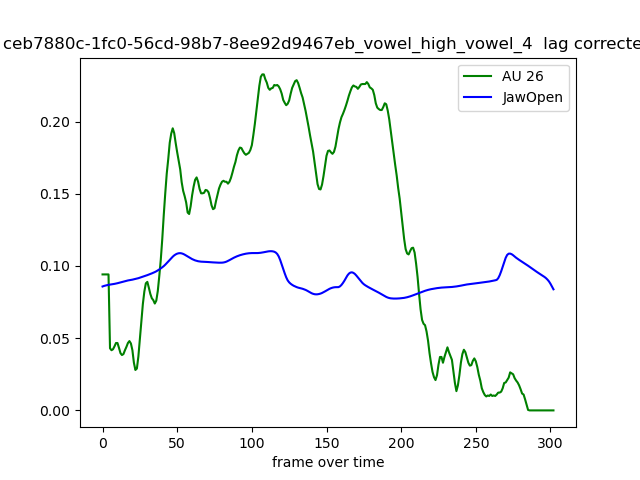 ceb7880c-1fc0-56cd-98b7-8ee92d9467eb_vowel_high_vowel_4 lag correcte
AU 26
JawOpen
0.20
0.15
0.10
0.05
0.00
0 50 100 150 200 250 300
frame over time